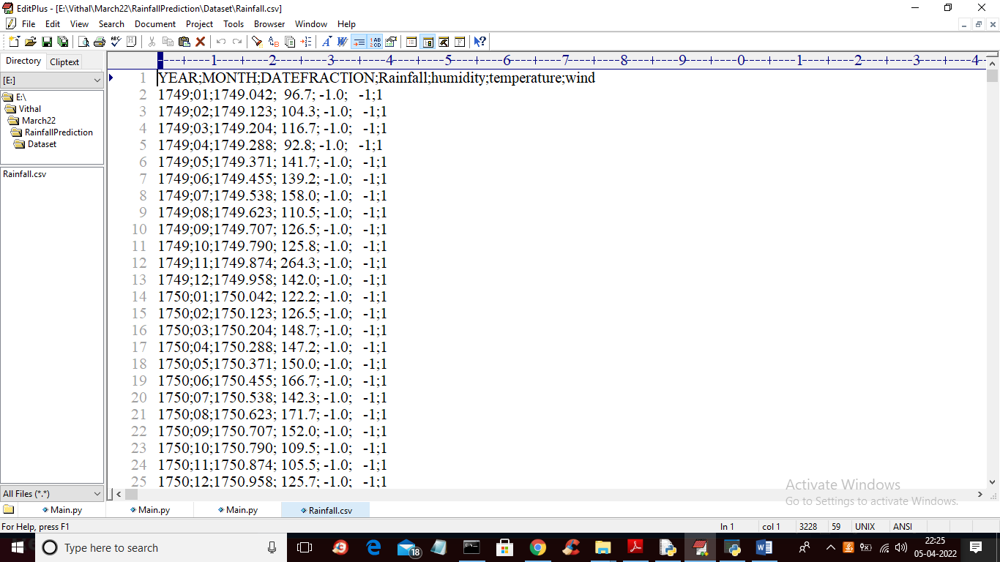 EditPlus - [E:\Vithal\March22\RainfallPrediction\Dataset\Rainfall.csv]
File Edit View Search Document Project Tools Browser Window Help
Directory Cliptext
[E:]
E:\
Vithal
March22
RainfallPrediction
Dataset
Rainfall.csv
All Files (*.*)
----+----1----+----2----+----3----+----4----+----5----+----6----+----7----+----8----+----9----+----0----+----1----+----2----+----3----+----4-
1 YEAR;MONTH;DATEFRACTION;Rainfall;humidity;temperature;wind
2 1749;01;1749.042;  96.7; -1.0;   -1;1
3 1749;02;1749.123; 104.3; -1.0;   -1;1
4 1749;03;1749.204; 116.7; -1.0;   -1;1
5 1749;04;1749.288;  92.8; -1.0;   -1;1
6 1749;05;1749.371; 141.7; -1.0;   -1;1
7 1749;06;1749.455; 139.2; -1.0;   -1;1
8 1749;07;1749.538; 158.0; -1.0;   -1;1
9 1749;08;1749.623; 110.5; -1.0;   -1;1
10 1749;09;1749.707; 126.5; -1.0;   -1;1
11 1749;10;1749.790; 125.8; -1.0;   -1;1
12 1749;11;1749.874; 264.3; -1.0;   -1;1
13 1749;12;1749.958; 142.0; -1.0;   -1;1
14 1750;01;1750.042; 122.2; -1.0;   -1;1
15 1750;02;1750.123; 126.5; -1.0;   -1;1
16 1750;03;1750.204; 148.7; -1.0;   -1;1
17 1750;04;1750.288; 147.2; -1.0;   -1;1
18 1750;05;1750.371; 150.0; -1.0;   -1;1
19 1750;06;1750.455; 166.7; -1.0;   -1;1
20 1750;07;1750.538; 142.3; -1.0;   -1;1
21 1750;08;1750.623; 171.7; -1.0;   -1;1
22 1750;09;1750.707; 152.0; -1.0;   -1;1
23 1750;10;1750.790; 109.5; -1.0;   -1;1
24 1750;11;1750.874; 105.5; -1.0;   -1;1
25 1750;12;1750.958; 125.7; -1.0;   -1;1
Activate Windows
Go to Settings to activate Windows.
Main.py Main.py Main.py Rainfall.csv
For Help, press F1 ln 1 col 1 3228 59 UNIX ANSI
Type here to search
18
22:25
05-04-2022